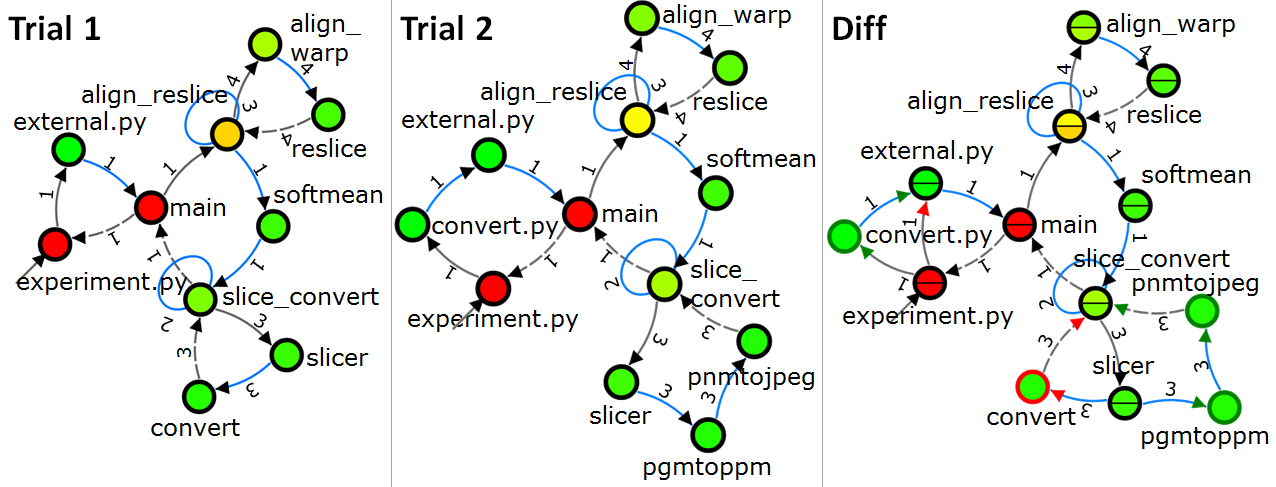 Trial 1
align_
warp
4
4
3
align_reslice
4
reslice
external.py
1
1
1
1
softmean
main
1
1
1
experiment.py
1
2
slice_convert
3
3
slicer
3
convert
Trial 2
align_warp
4
4
3
align_reslice
4
reslice
external.py
1
1
1
1
softmean
main
convert.py
1
1
1
1
2
slice_
convert
experiment.py
3
3
pnmtojpeg
slicer
3
3
pgmtoppm
Diff
align_warp
4
4
3
align_reslice
4
reslice
external.py
1
1
1
1
softmean
main
1
convert.py
1
1
1
1
slice_convert
2
pnmtojpeg
experiment.py
3
3
3
slicer
3
convert
3
3
pgmtoppm